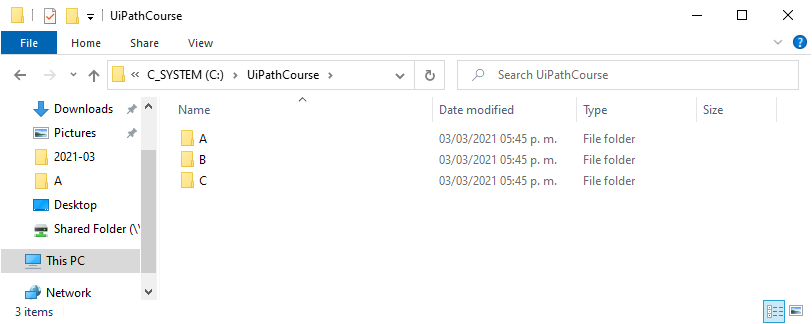 UiPathCourse
File Home Share View
C_SYSTEM (C:) UiPathCourse Search UiPathCourse
Downloads
Pictures
2021-03
A
Desktop
Shared Folder (\\
This PC
Network
Name Date modified Type Size
A 03/03/2021 05:45 p. m. File folder
B 03/03/2021 05:45 p. m. File folder
C 03/03/2021 05:45 p. m. File folder
3 items